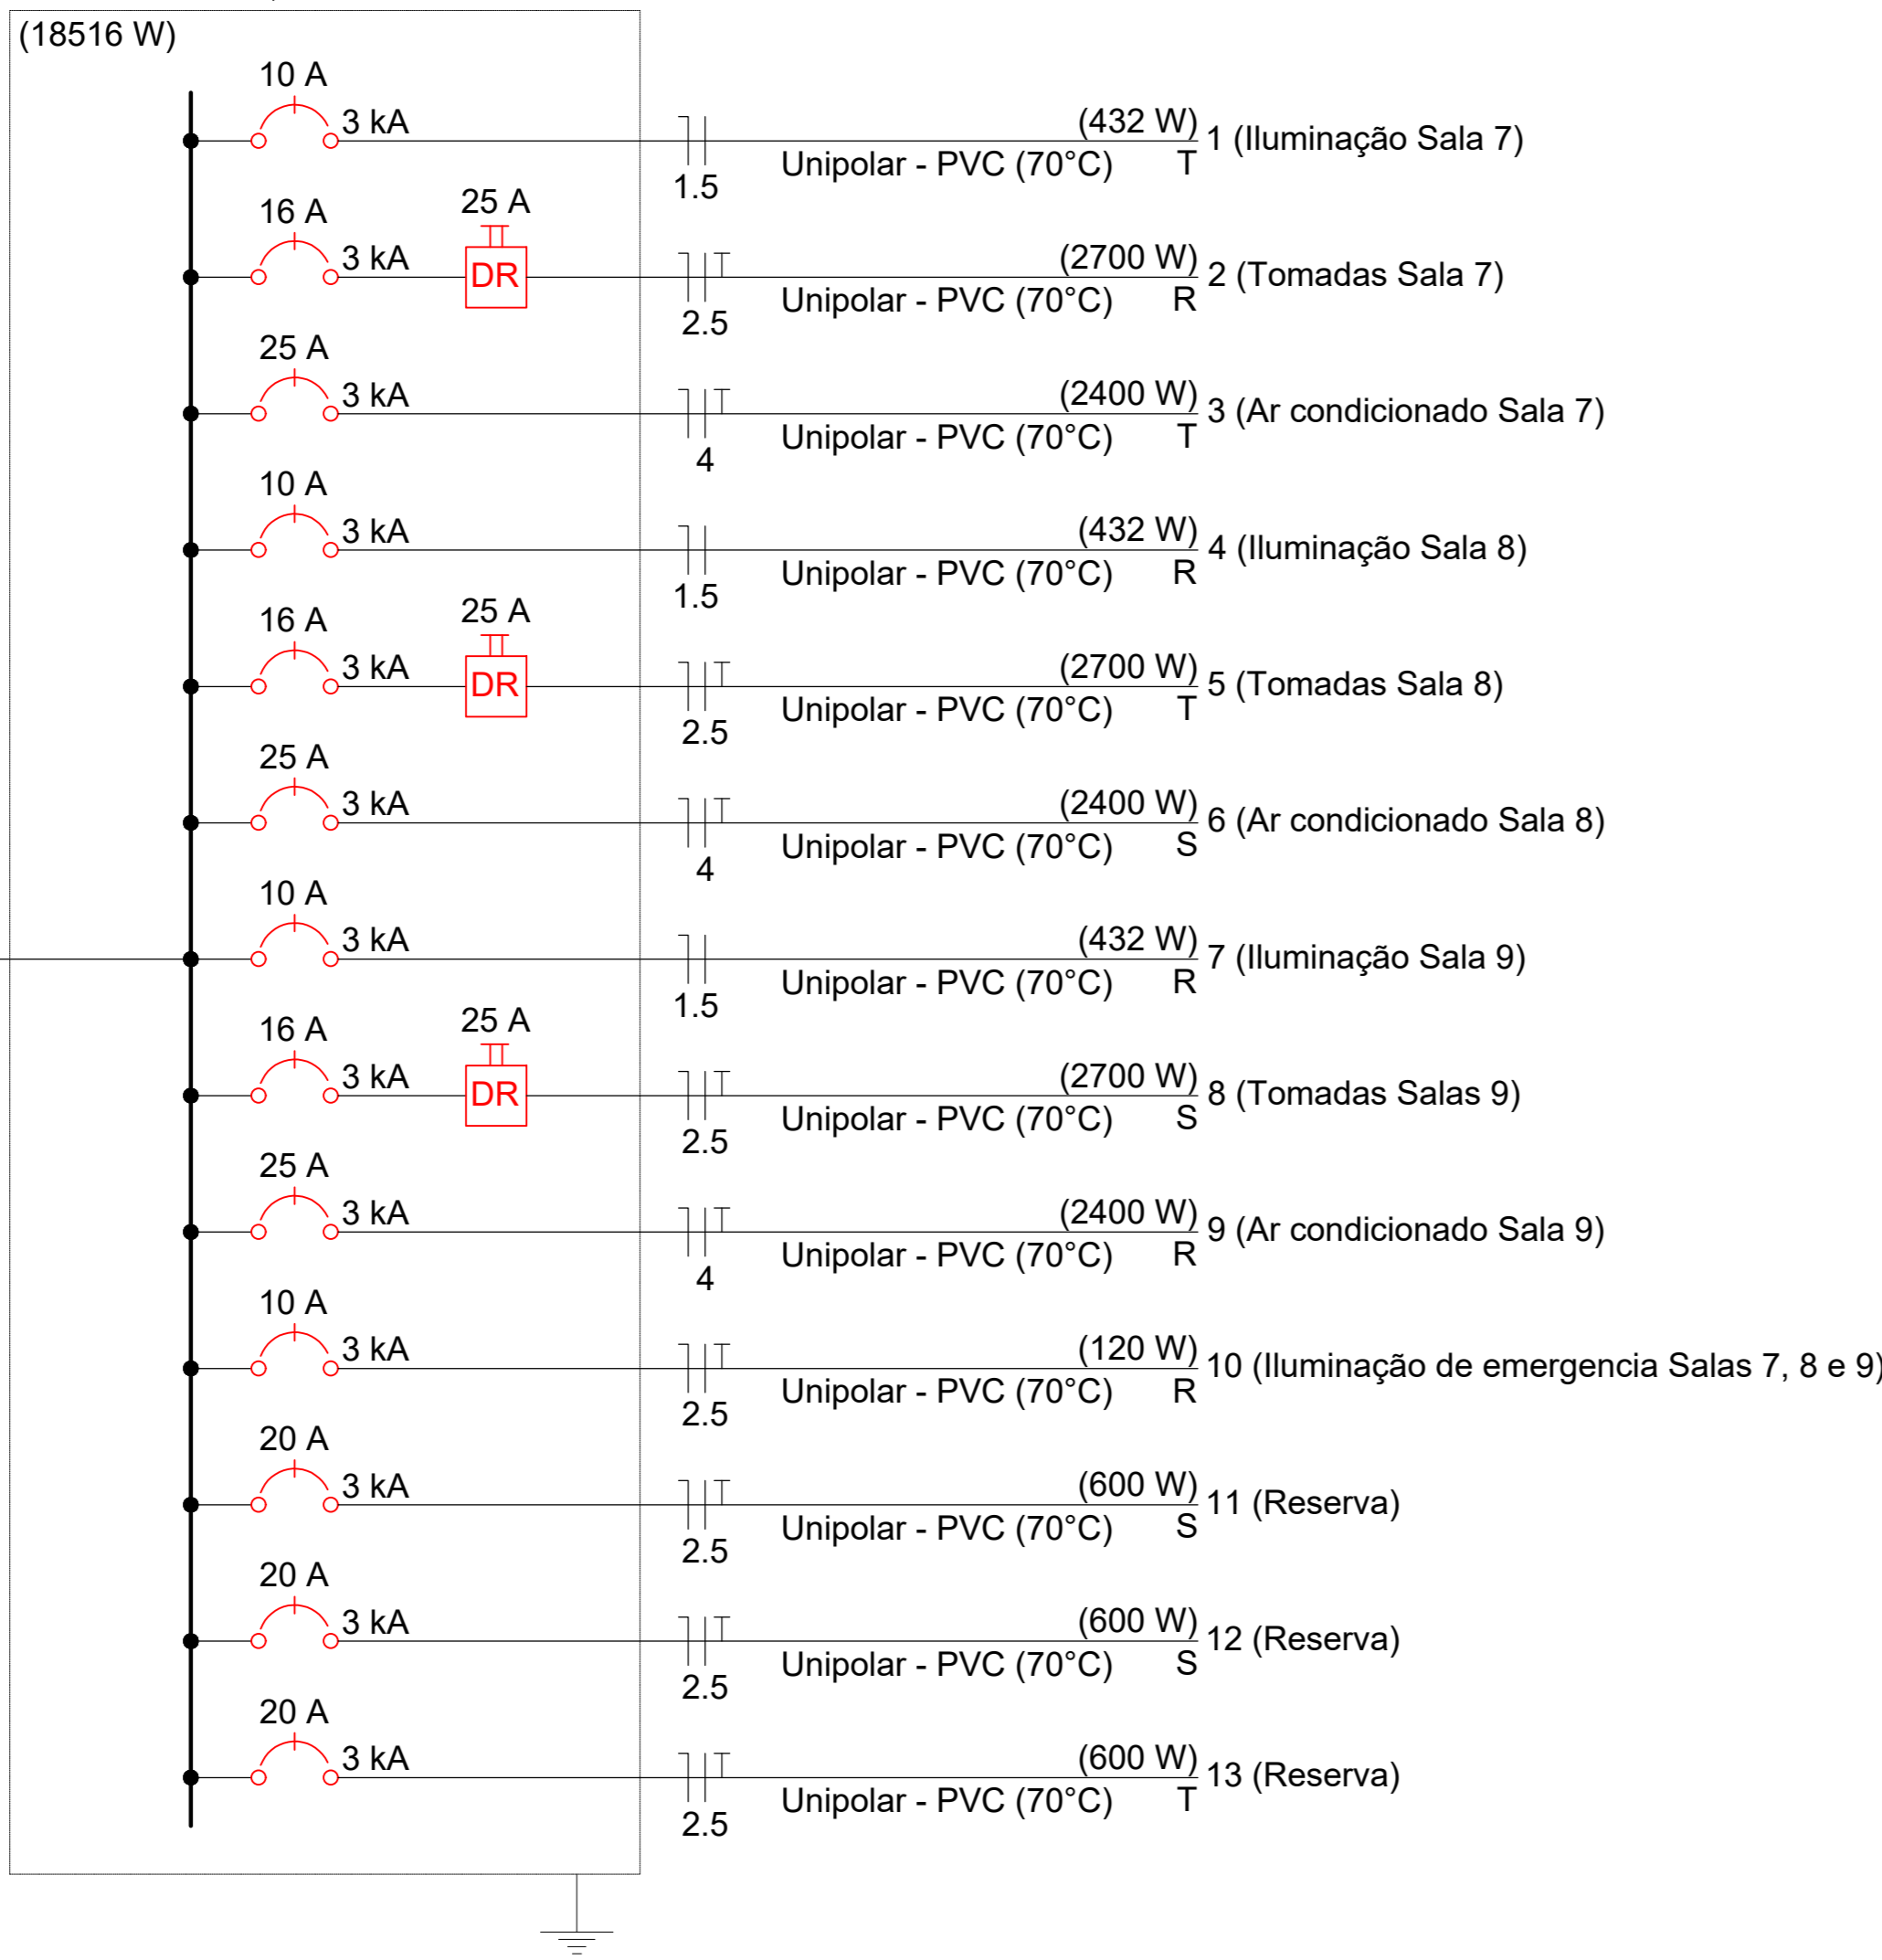 (18516 W)
10 A
3 kA
(432 W)
1 (Iluminação Sala 7)
Unipolar - PVC (70°C) T
1.5
16 A
25 A
3 kA
DR
(2700 W)
2 (Tomadas Sala 7)
Unipolar - PVC (70°C) R
2.5
25 A
3 kA
(2400 W)
3 (Ar condicionado Sala 7)
Unipolar - PVC (70°C) T
4
10 A
3 kA
(432 W)
4 (Iluminação Sala 8)
Unipolar - PVC (70°C) R
1.5
16 A
25 A
3 kA
DR
(2700 W)
5 (Tomadas Sala 8)
Unipolar - PVC (70°C) T
2.5
25 A
3 kA
(2400 W)
6 (Ar condicionado Sala 8)
Unipolar - PVC (70°C) S
4
10 A
3 kA
(432 W)
7 (Iluminação Sala 9)
Unipolar - PVC (70°C) R
1.5
16 A
25 A
3 kA
DR
(2700 W)
8 (Tomadas Salas 9)
Unipolar - PVC (70°C) S
2.5
25 A
3 kA
(2400 W)
9 (Ar condicionado Sala 9)
Unipolar - PVC (70°C) R
4
10 A
3 kA
(120 W)
10 (Iluminação de emergencia Salas 7, 8 e 9)
Unipolar - PVC (70°C) R
2.5
20 A
3 kA
(600 W)
11 (Reserva)
Unipolar - PVC (70°C) S
2.5
20 A
3 kA
(600 W)
12 (Reserva)
Unipolar - PVC (70°C) S
2.5
20 A
3 kA
(600 W)
13 (Reserva)
Unipolar - PVC (70°C) T
2.5